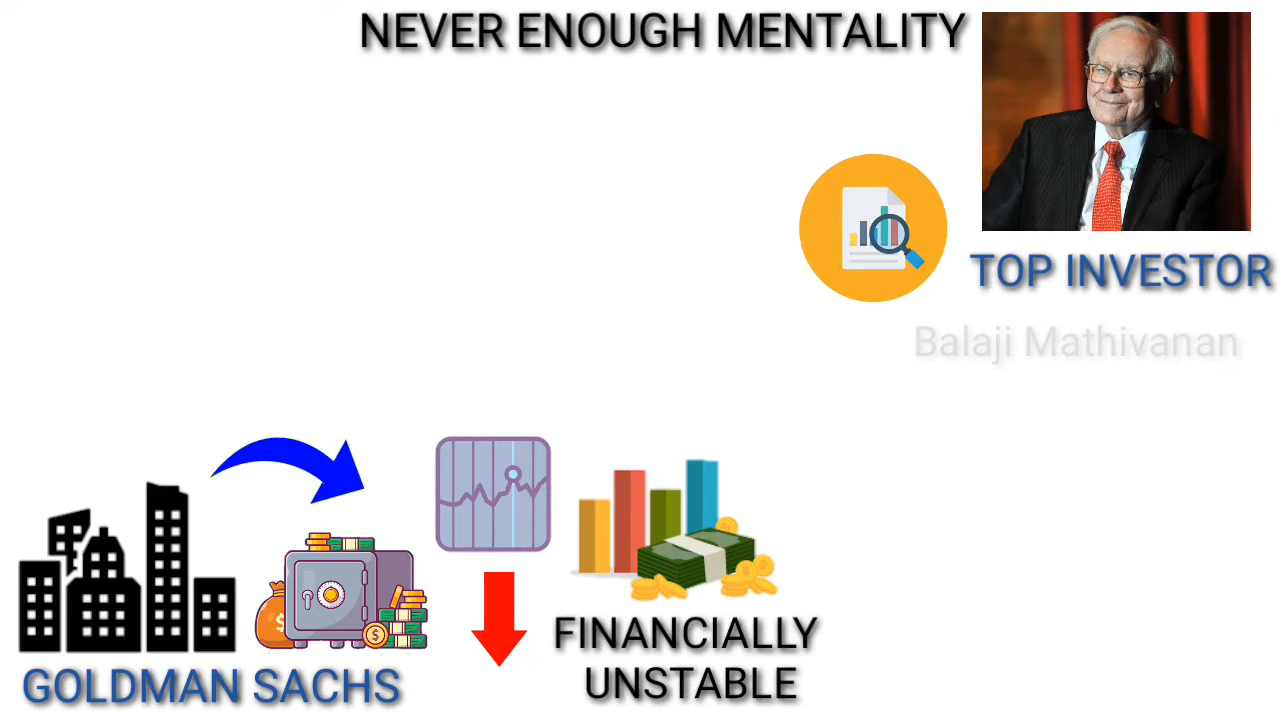 NEVER ENOUGH MENTALITY
TOP INVESTOR
Balaji Mathivanan
GOLDMAN SACHS
FINANCIALLY
UNSTABLE